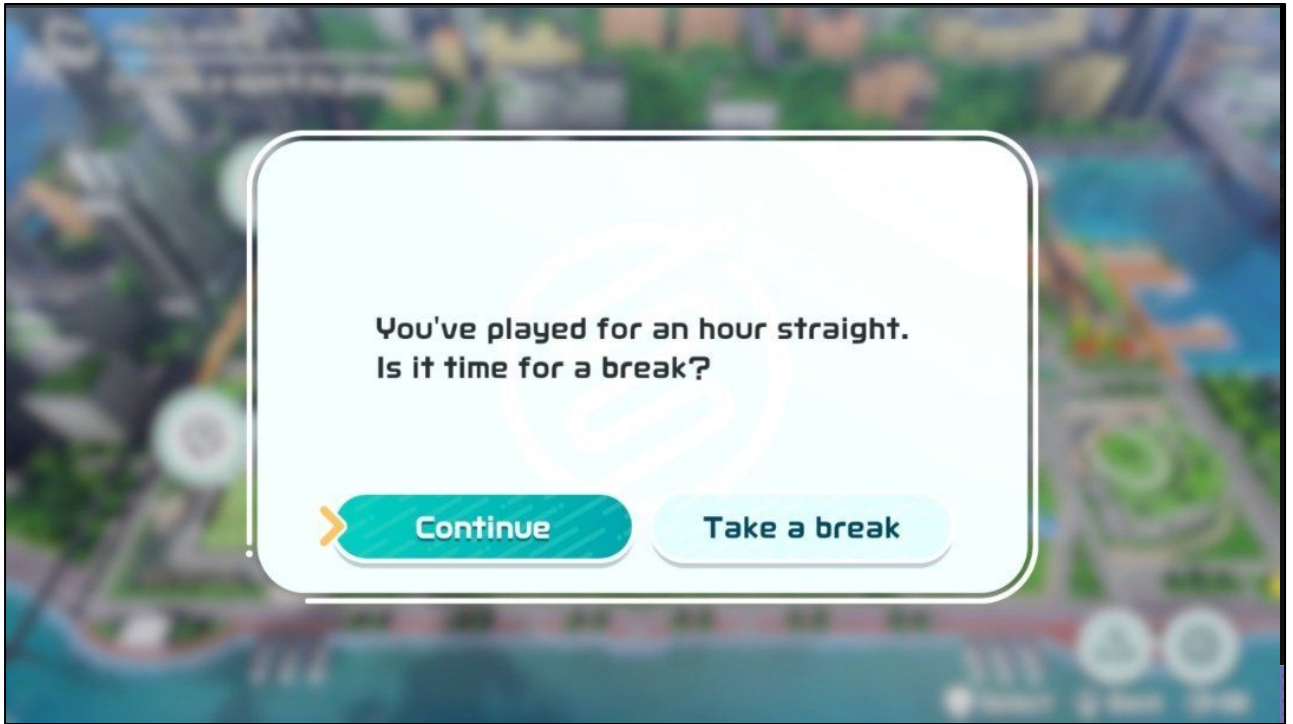 You've played for an hour straight.
Is it time for a break?
Continue
Take a break